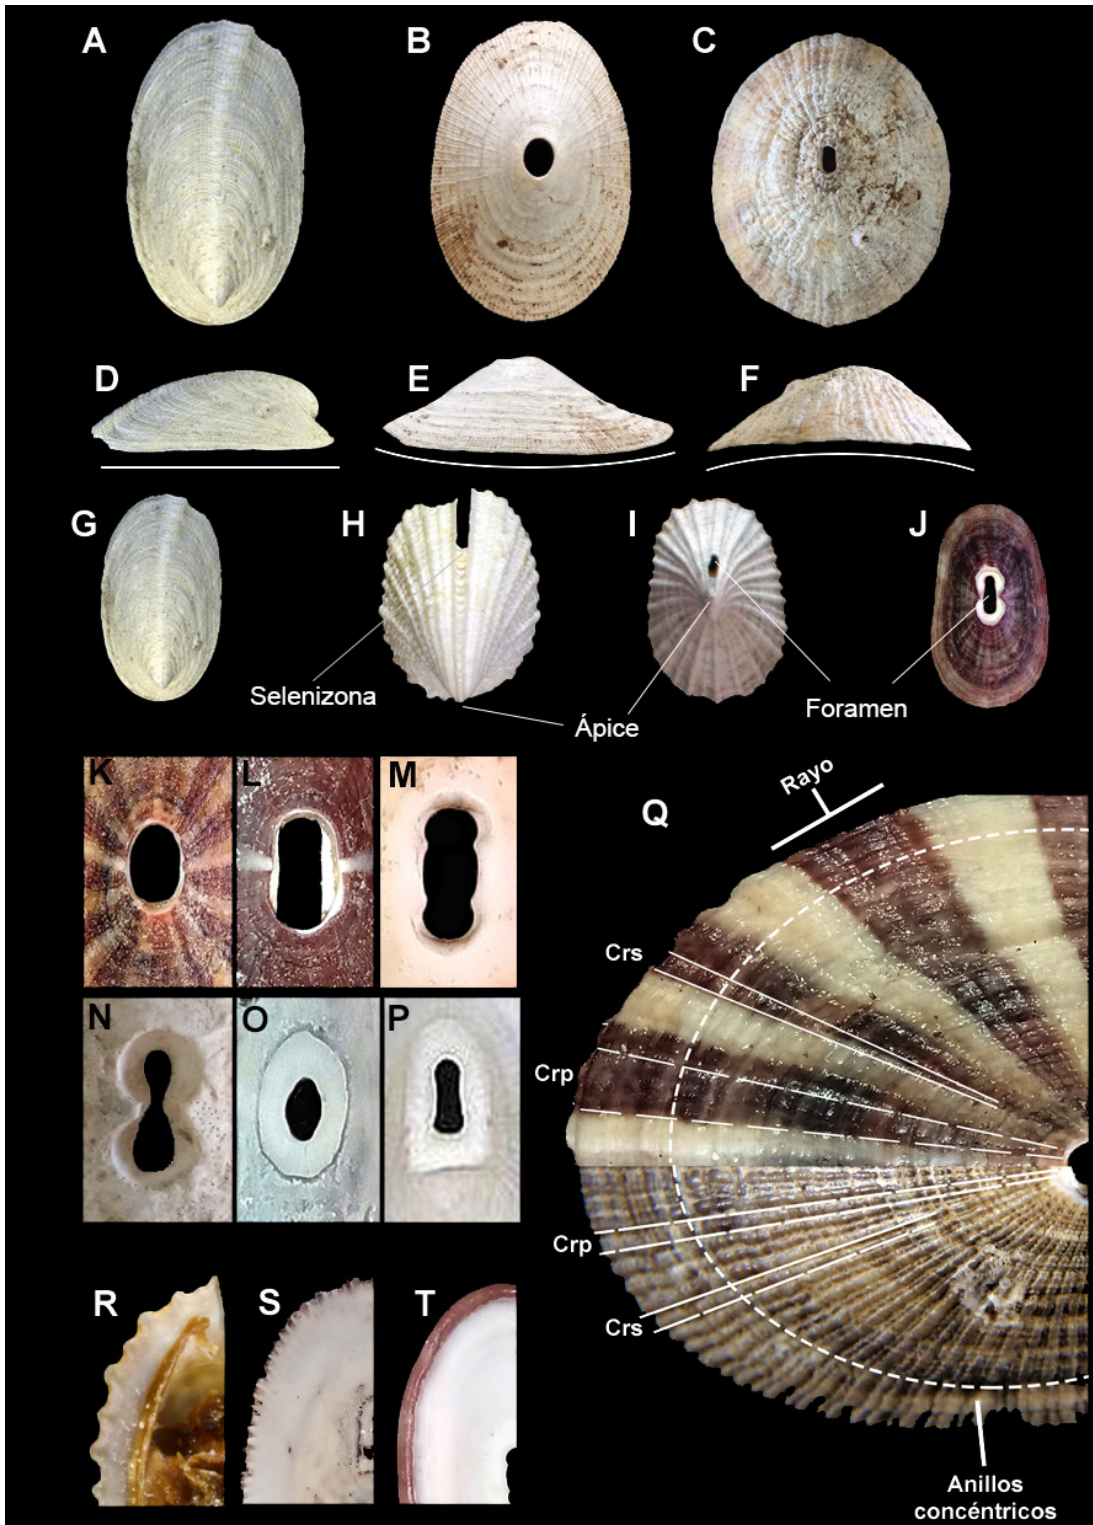 A
B
C
D
E
F
G
H
I
J
Selenizona
Ápice
Foramen
K
L
M
N
O
P
Q
Rayo
Crs
Crp
Crp
Crs
R
S
T
Anillos
concéntricos